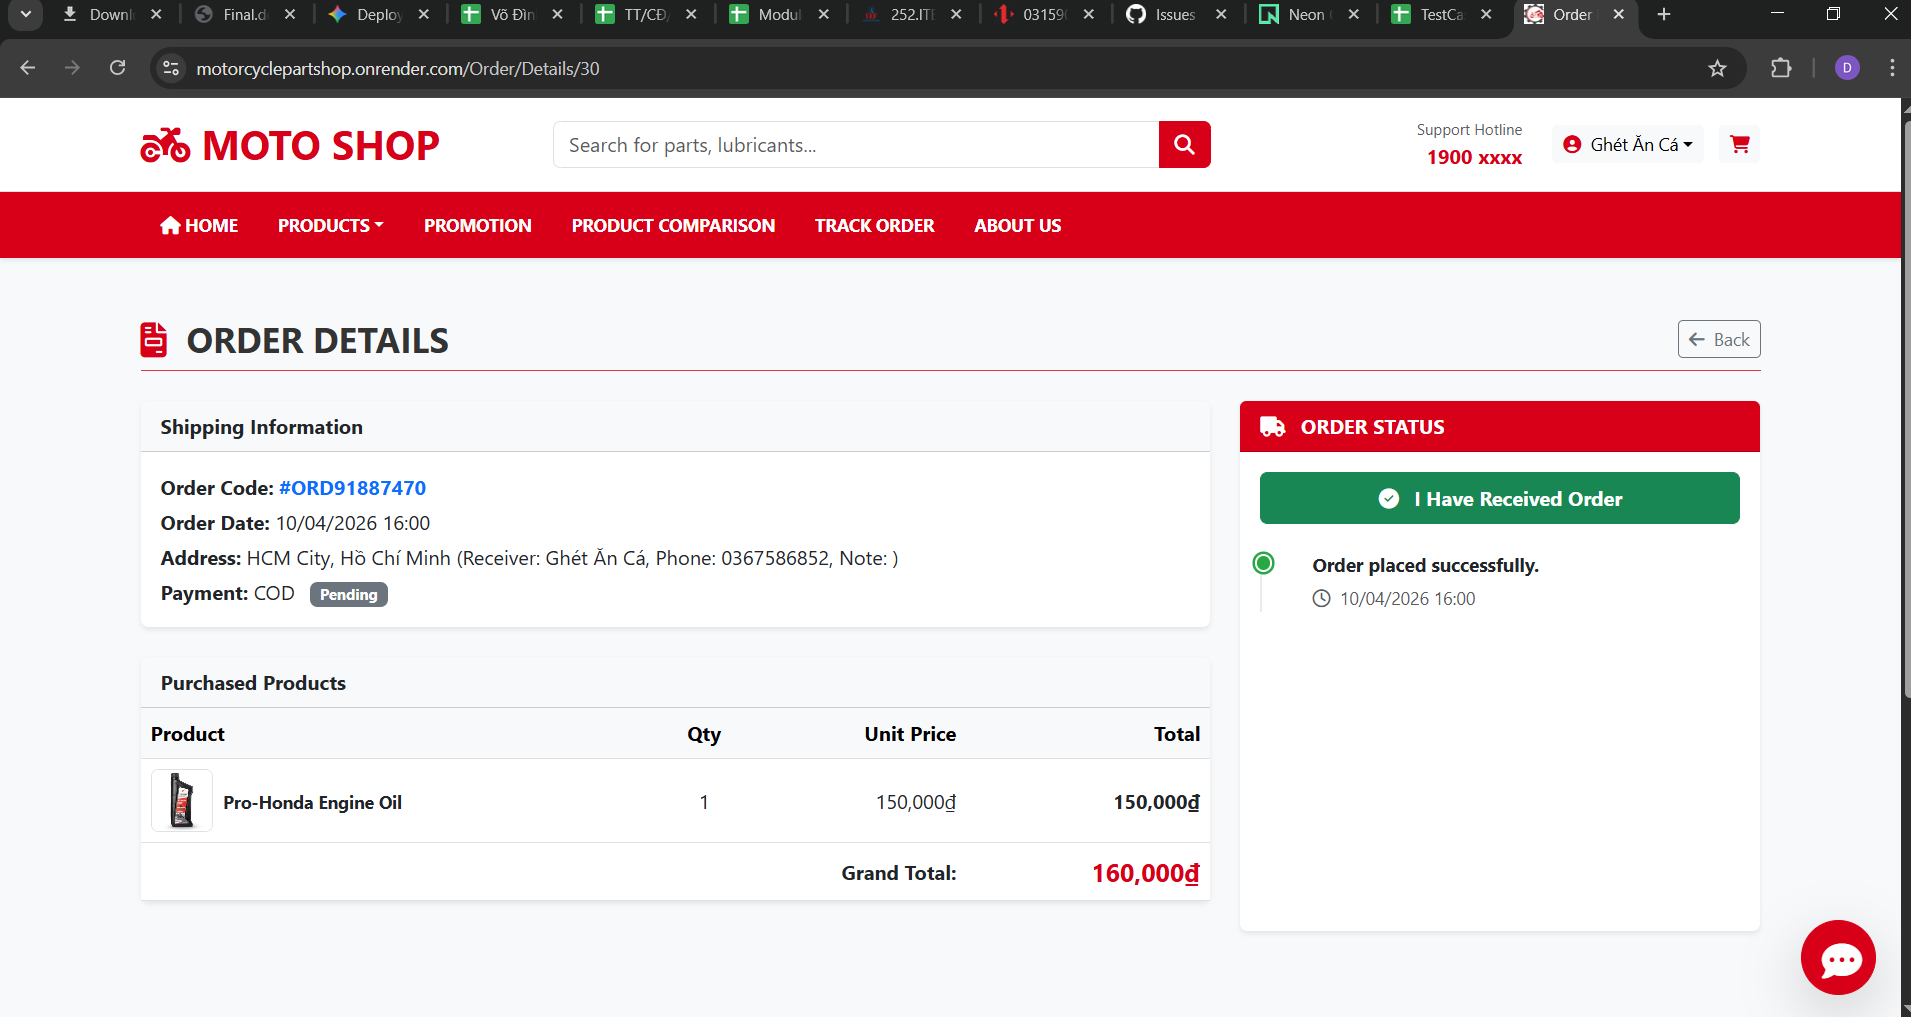 Downl
Final.d
Deploy
Võ Đìn
TT/CĐ
Modul
252.ITE
03159
Issues
Neon
TestCa
Order
motorcyclepartshop.onrender.com/Order/Details/30
D
MOTO SHOP
Search for parts, lubricants...
Support Hotline
1900 xxxx
Ghét Ăn Cá
HOME PRODUCTS PROMOTION PRODUCT COMPARISON TRACK ORDER ABOUT US
ORDER DETAILS
Back
Shipping Information
Order Code: #ORD91887470
Order Date: 10/04/2026 16:00
Address: HCM City, Hồ Chí Minh (Receiver: Ghét Ăn Cá, Phone: 0367586852, Note: )
Payment: COD Pending
Purchased Products
Product Qty Unit Price Total
Pro-Honda Engine Oil 1 150,000₫ 150,000₫
Grand Total: 160,000₫
ORDER STATUS
I Have Received Order
Order placed successfully.
10/04/2026 16:00